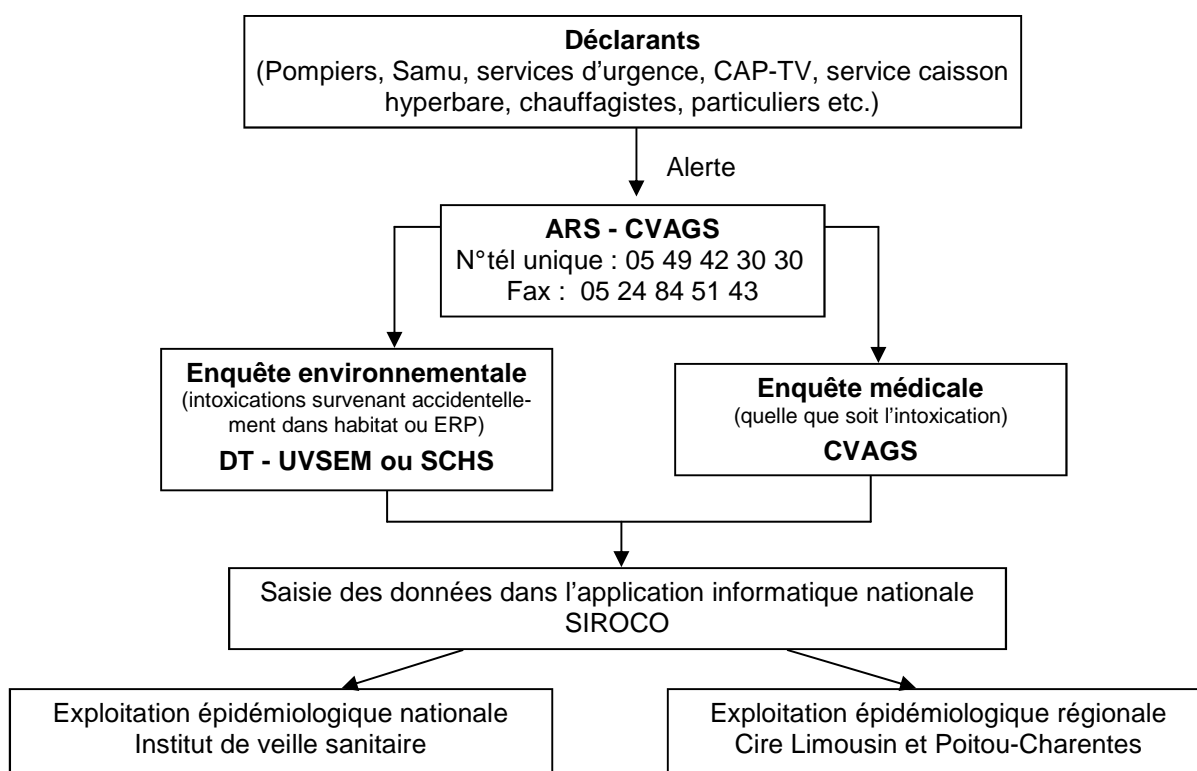 Déclarants
(Pompiers, Samu, services d'urgence, CAP-TV, service caisson
hyperbare, chauffagistes, particuliers etc.)
Alerte
ARS - CVAGS
N° tél unique : 05 49 42 30 30
Fax : 05 24 84 51 43
Enquête environnementale
(intoxications survenant accidentelle-
ment dans habitat ou ERP)
DT - UVSEM ou SCHS
Enquête médicale
(quelle que soit l'intoxication)
CVAGS
Saisie des données dans l'application informatique nationale
SIROCO
Exploitation épidémiologique nationale
Institut de veille sanitaire
Exploitation épidémiologique régionale
Cire Limousin et Poitou-Charentes